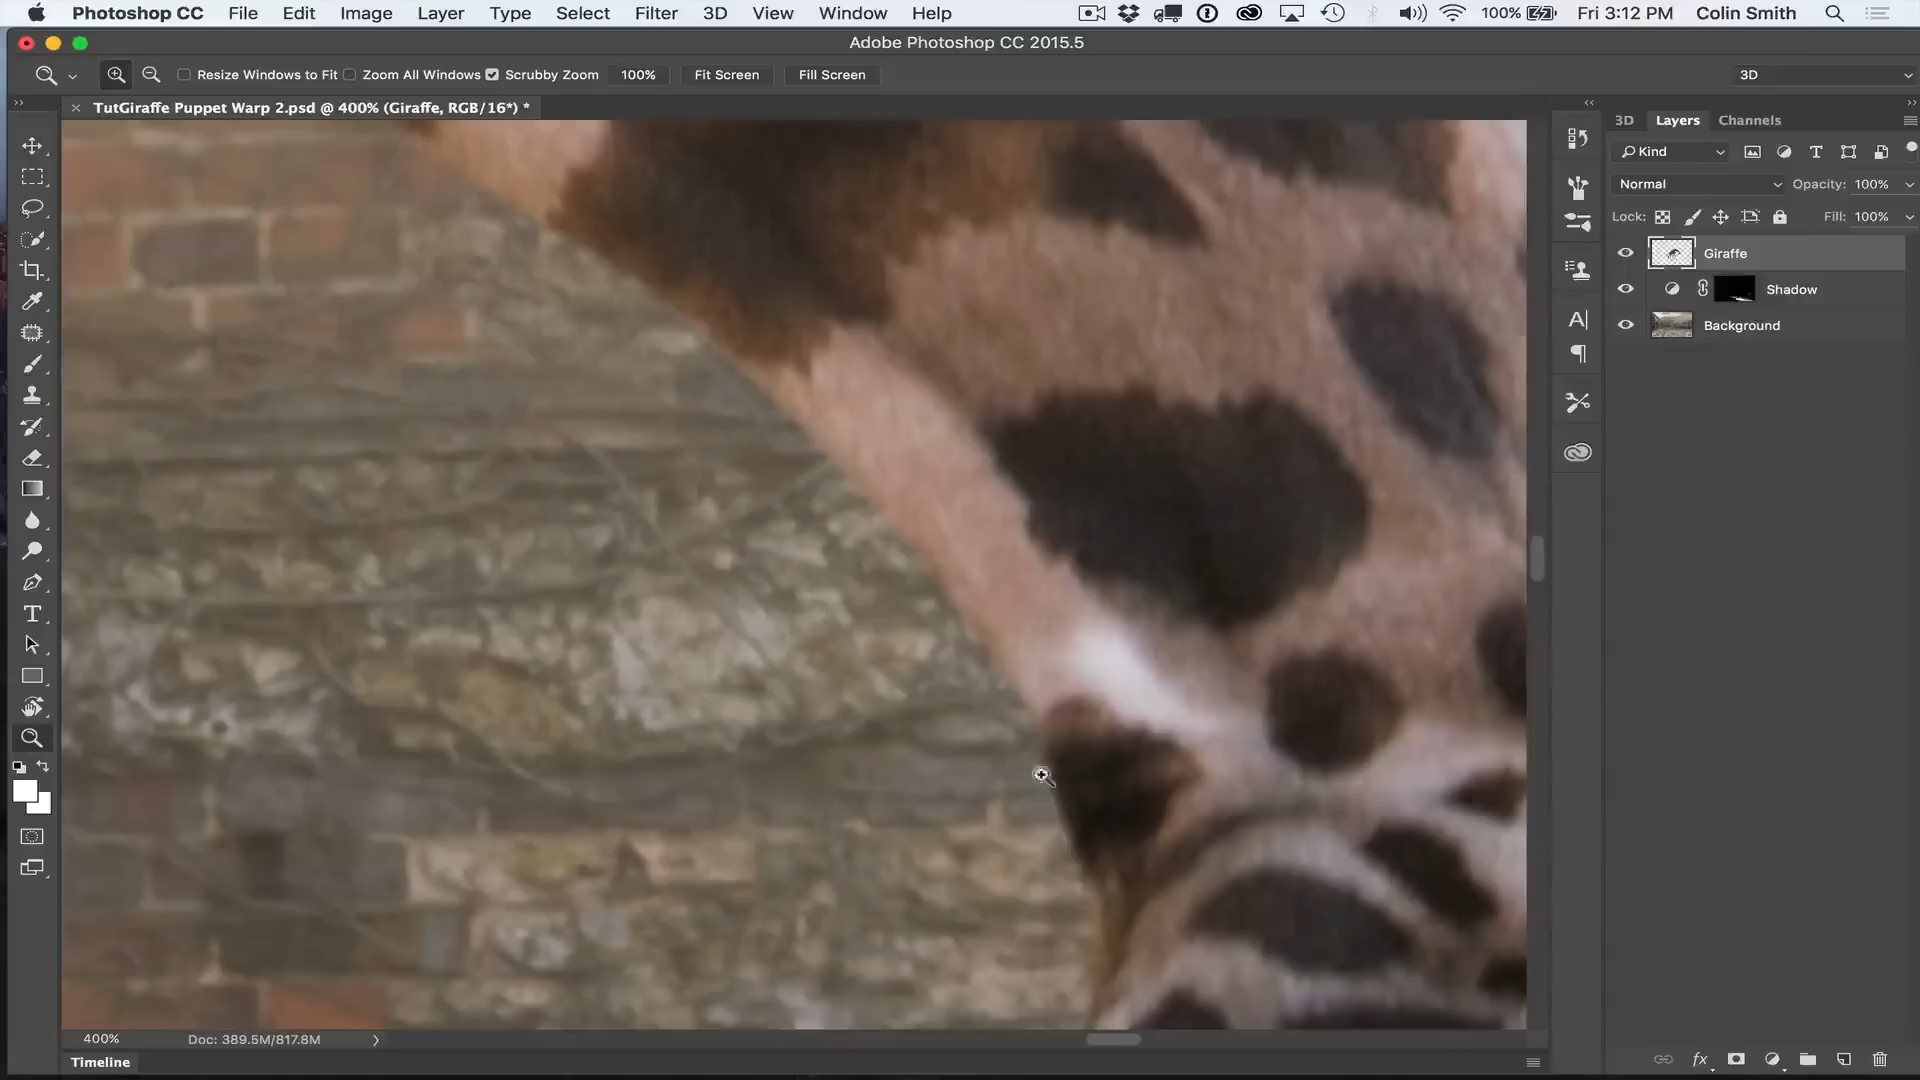 Photoshop CC File Edit Image Layer Type Select Filter 3D View Window Help 100% Fri 3:12 PM Colin Smith
Adobe Photoshop CC 2015.5
Resize Windows to Fit Zoom All Windows Scrubby Zoom 100% Fit Screen Fill Screen 3D
TutGiraffe Puppet Warp 2.psd @ 400% (Giraffe, RGB/16*) *
3D Layers Channels
Kind
Normal Opacity: 100%
Lock: Fill: 100%
Giraffe
Shadow
Background
400% Doc: 389.5M/817.8M
Timeline
fx